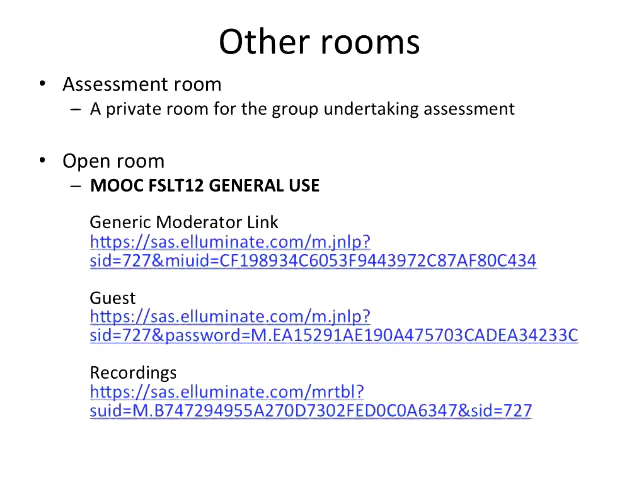 Other rooms
• Assessment room
– A private room for the group undertaking assessment
• Open room
– MOOC FSLT12 GENERAL USE
Generic Moderator Link
https://sas.elluminate.com/m.jnlp?
sid=727&miuid=CF198934C6053F9443972C87AF80C434
Guest
https://sas.elluminate.com/m.jnlp?
sid=727&password=M.EA15291AE190A475703CADEA34233C
Recordings
https://sas.elluminate.com/mrtbl?
suid=M.B747294955A270D7302FED0C0A6347&sid=727